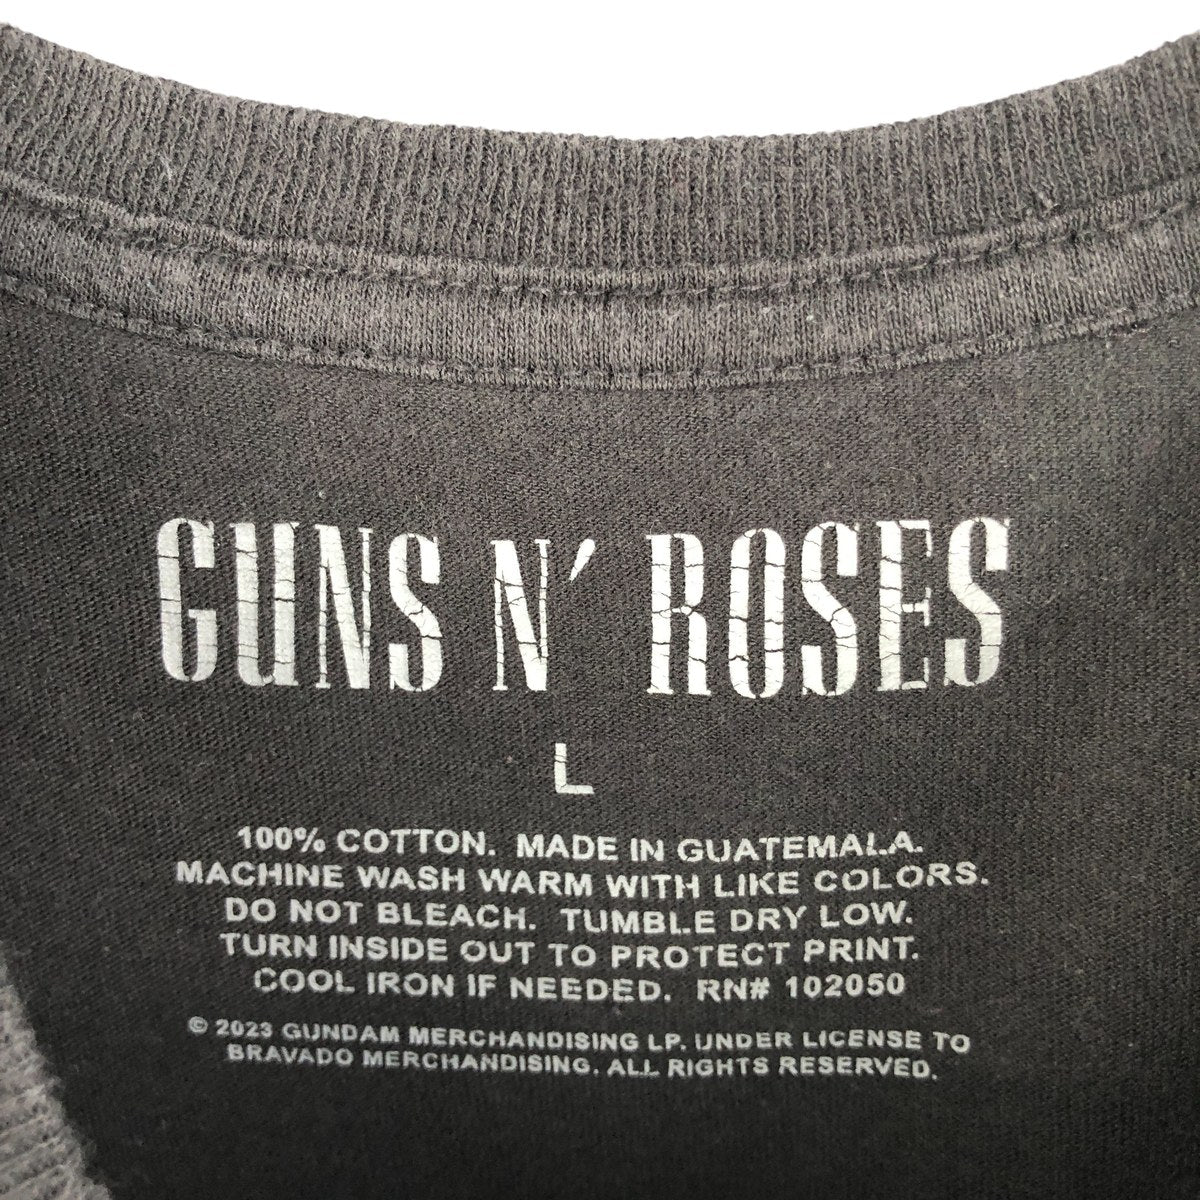 GUNS N' ROSES
L
100% COTTON. MADE IN GUATEMALA.
MACHINE WASH WARM WITH LIKE COLORS.
DO NOT BLEACH. TUMBLE DRY LOW.
TURN INSIDE OUT TO PROTECT PRINT.
COOL IRON IF NEEDED. RN# 102050
© 2023 GUNDAM MERCHANDISING LP. UNDER LICENSE TO
BRAVADO MERCHANDISING. ALL RIGHTS RESERVED.